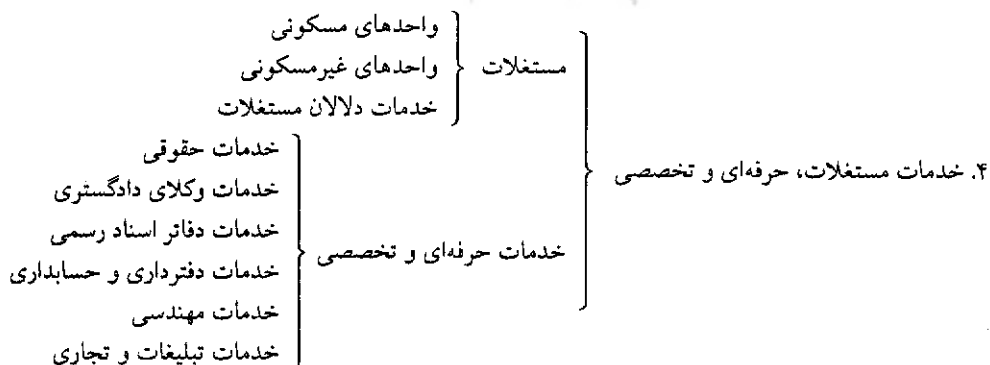 ۴. خدمات مستغلات، حرفه‌ای و تخصصی
مستغلات
واحدهای مسکونی
واحدهای غیرمسکونی
خدمات دلالان مستغلات
خدمات حرفه‌ای و تخصصی
خدمات حقوقی
خدمات وکلای دادگستری
خدمات دفاتر اسناد رسمی
خدمات دفترداری و حسابداری
خدمات مهندسی
خدمات تبلیغات و تجاری